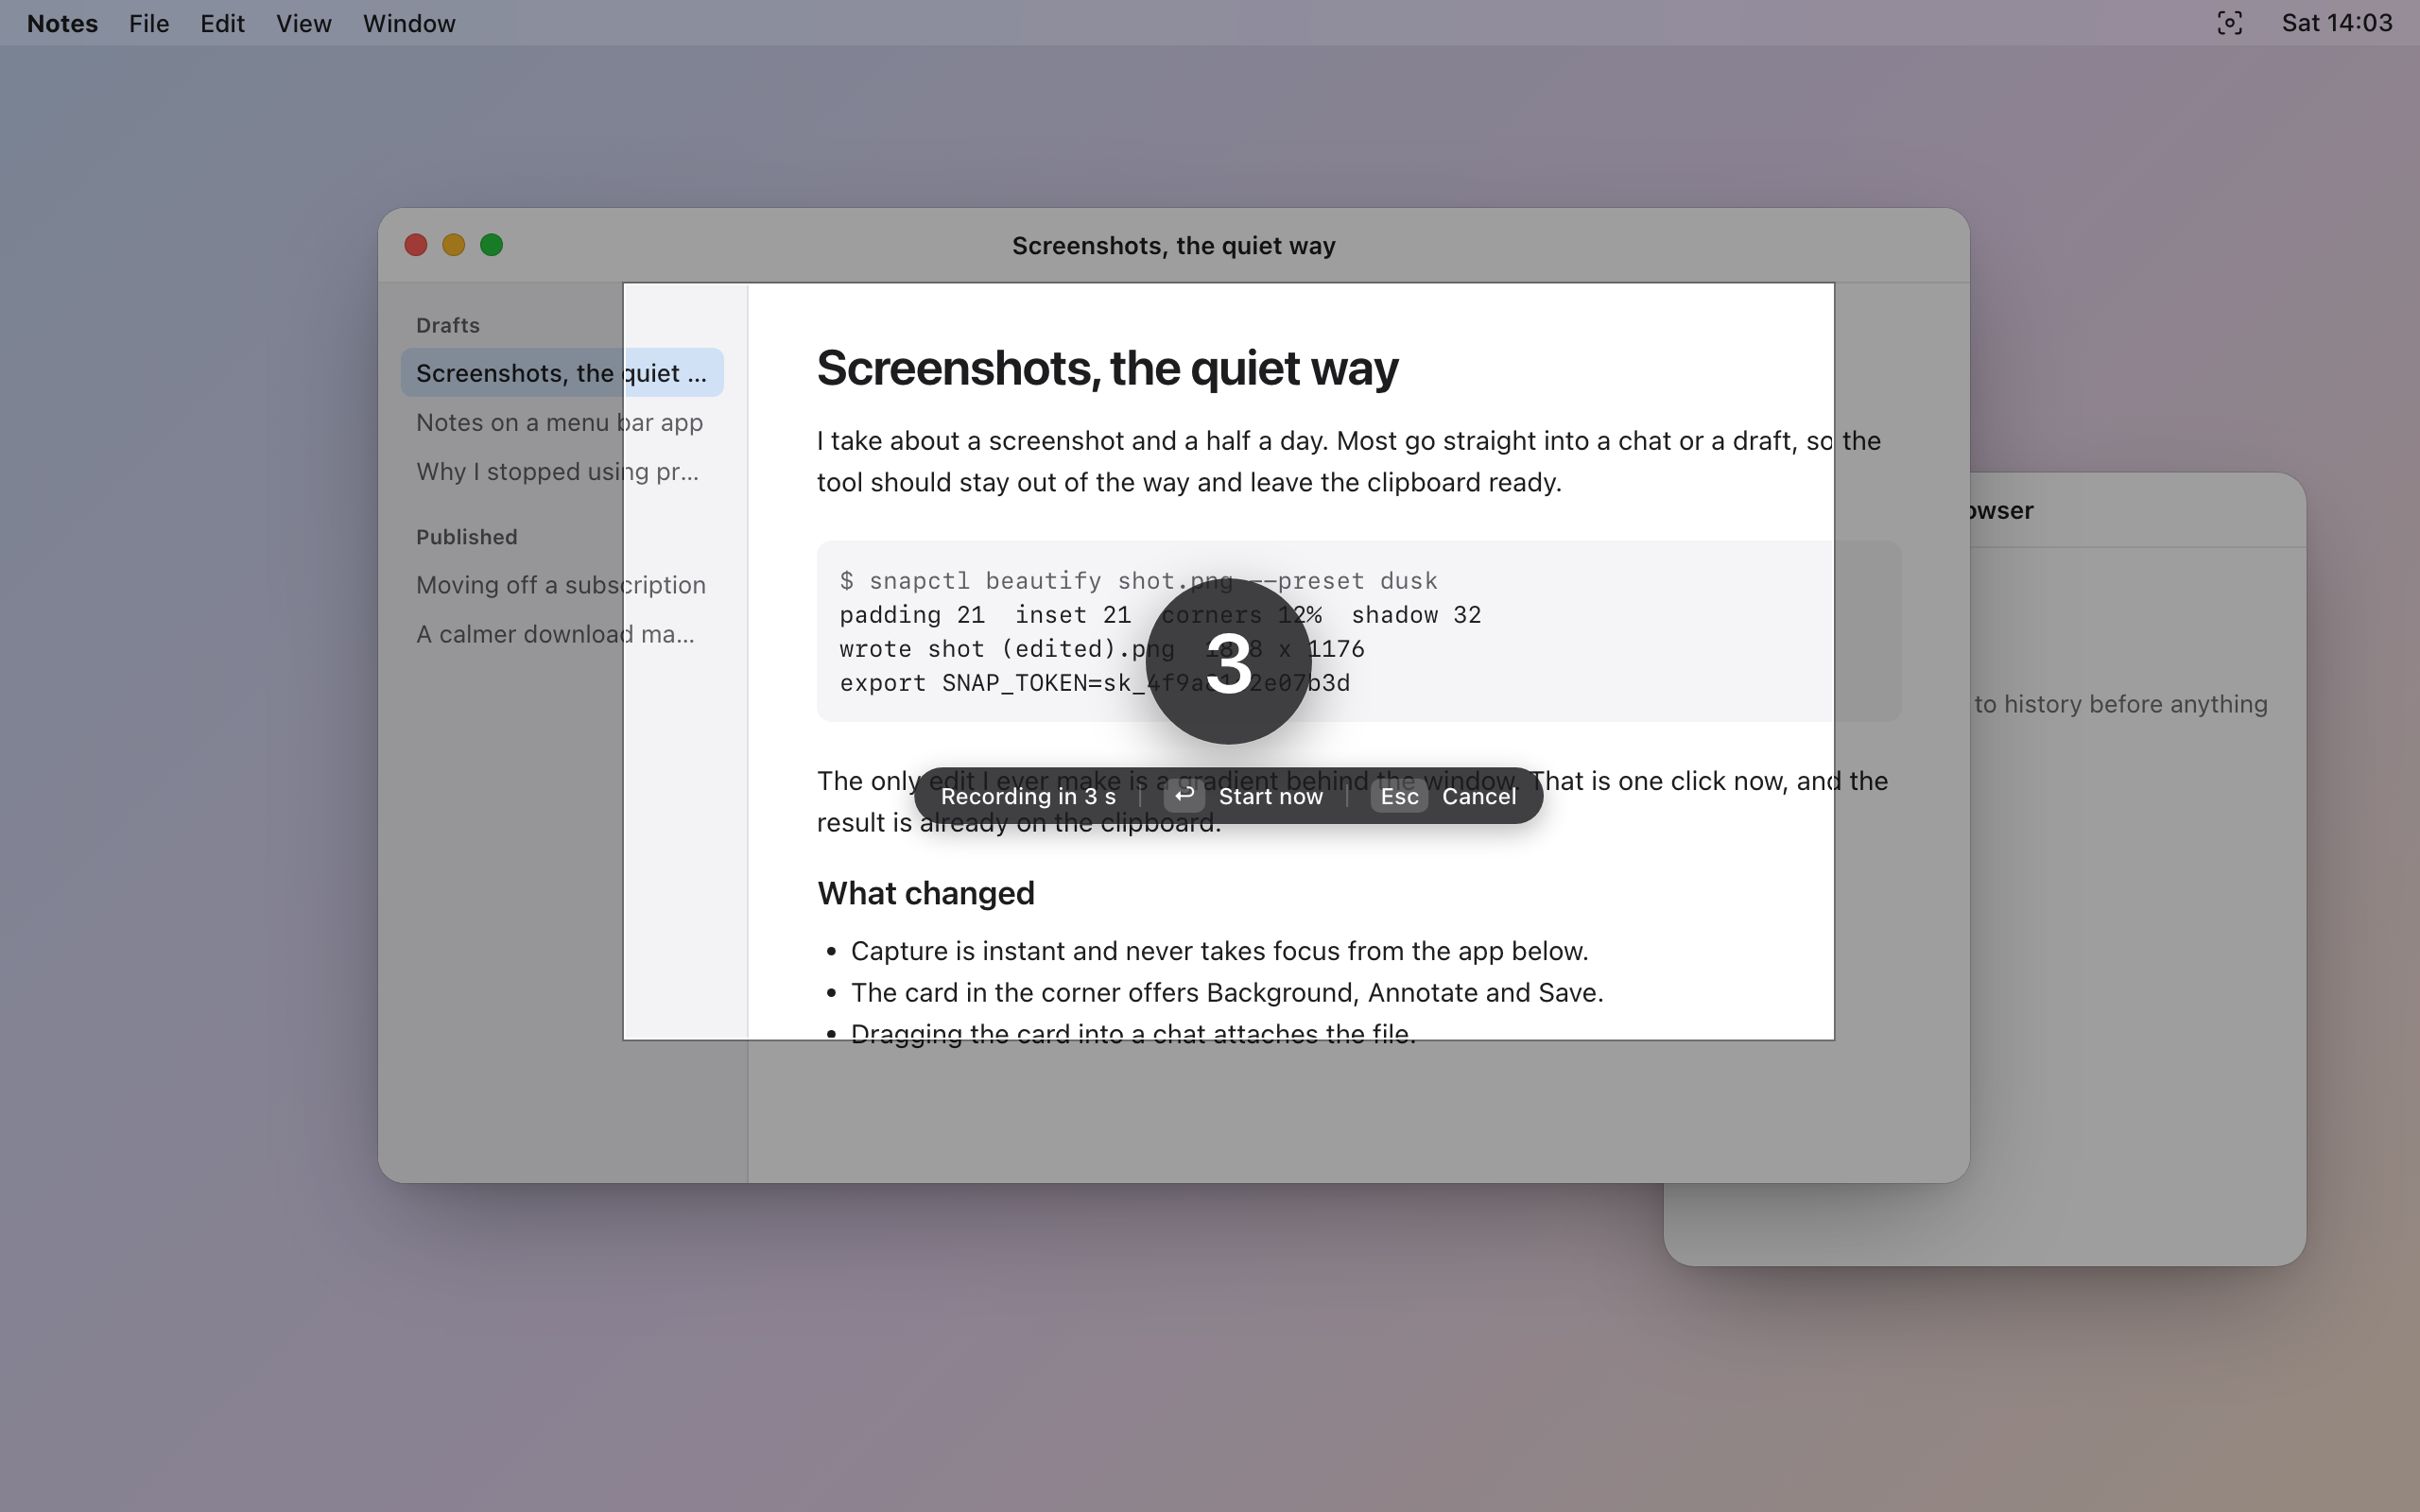 Notes File Edit View Window Sat 14:03
Screenshots, the quiet way
Drafts
Screenshots, the quiet ...
Notes on a menu bar app
Why I stopped using pr...
Published
Moving off a subscription
A calmer download ma...
Screenshots, the quiet way
I take about a screenshot and a half a day. Most go straight into a chat or a draft, so the
tool should stay out of the way and leave the clipboard ready.
$ snapctl beautify shot.png --preset dusk
padding 21 inset 21 corners 12% shadow 32
wrote shot (edited).png x 1176
export
3
The only edit I ever make is a gradient behind the window. That is one click now, and the
Recording in 3 s | ↩ Start now | Esc Cancel
result is already on the clipboard.
What changed
• Capture is instant and never takes focus from the app below.
• The card in the corner offers Background, Annotate and Save.
• Dragging the card into a chat attaches the file.
to history before anything